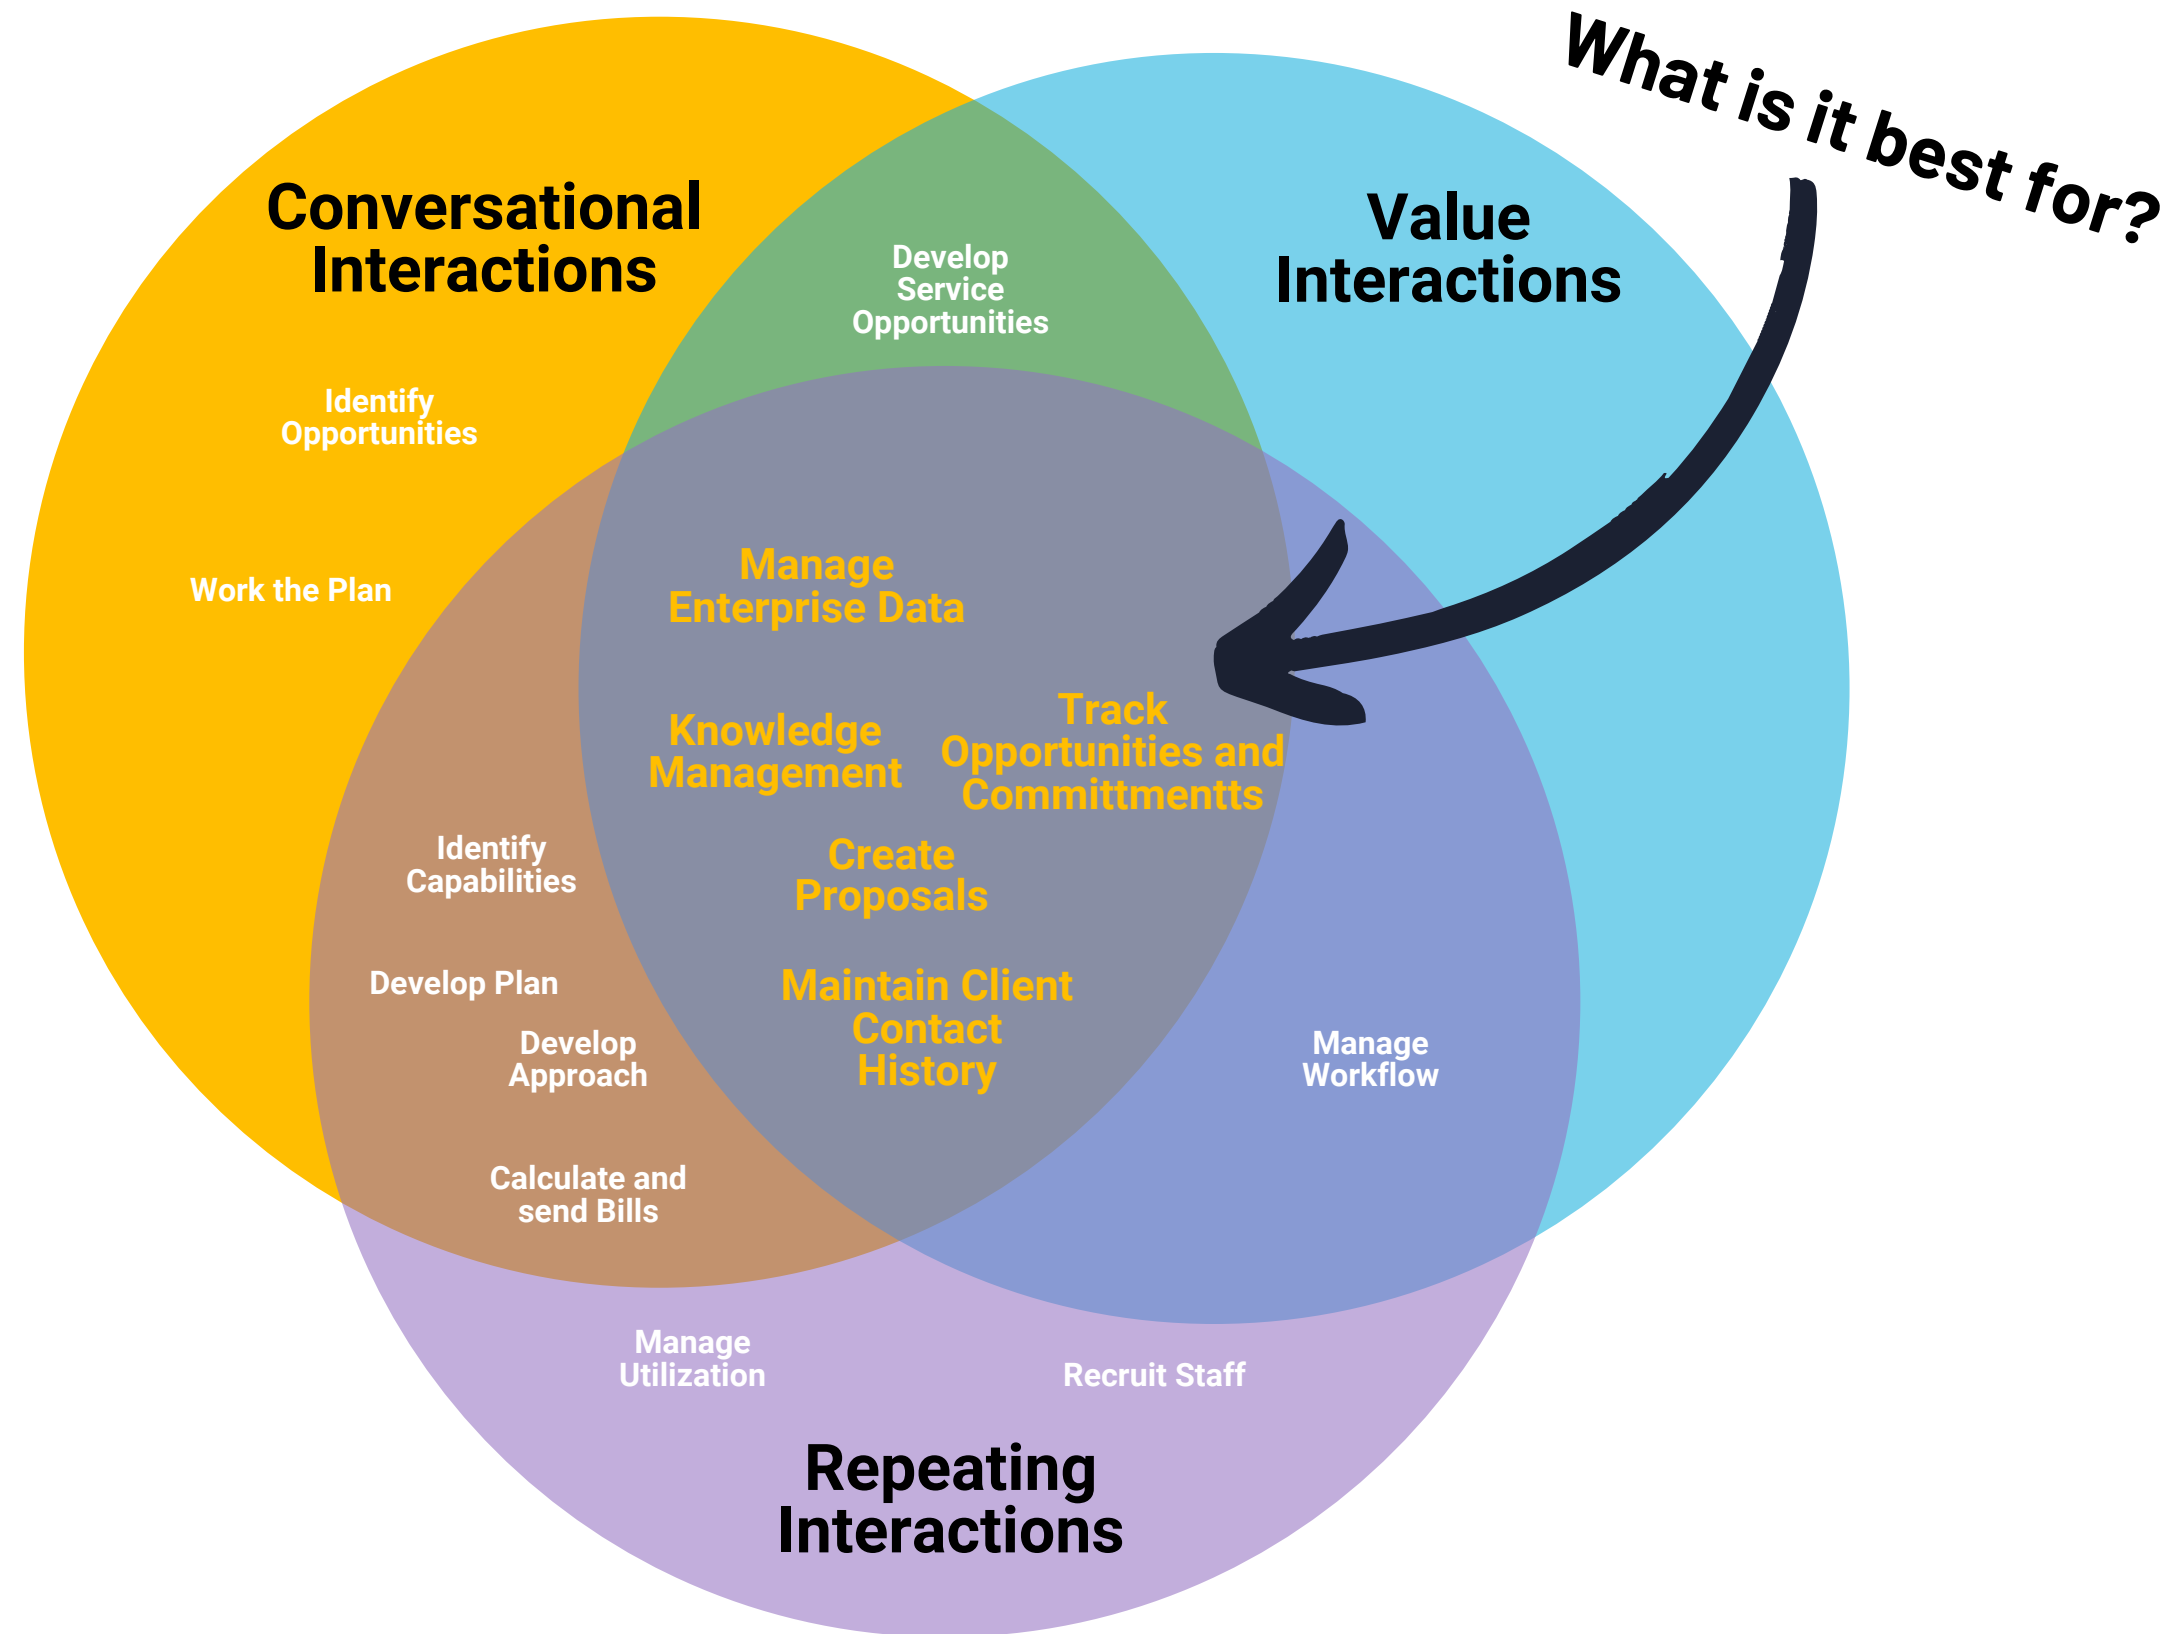 What is it best for?
Conversational
Interactions
Value
Interactions
Develop
Service
Opportunities
Identify
Opportunities
Work the Plan
Manage
Enterprise Data
Knowledge
Management
Track
Opportunities and
Committmentts
Create
Proposals
Identify
Capabilities
Develop Plan
Maintain Client
Contact
History
Develop
Approach
Manage
Workflow
Calculate and
send Bills
Manage
Utilization
Recruit Staff
Repeating
Interactions